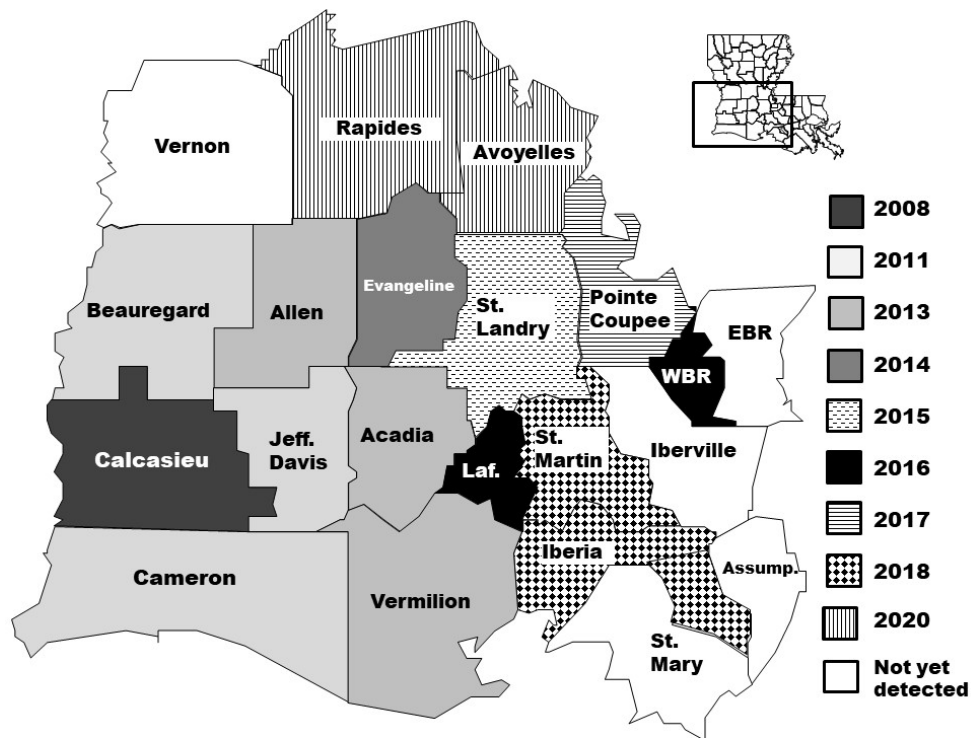 Vernon
Rapides
Avoyelles
Beauregard
Allen
Evangeline
St.
Landry
Pointe
Coupee
EBR
WBR
Calcasieu
Jeff.
Davis
Acadia
Laf.
St.
Martin
Iberville
Cameron
Vermilion
Iberia
Assump.
St.
Mary
2008
2011
2013
2014
2015
2016
2017
2018
2020
Not yet
detected